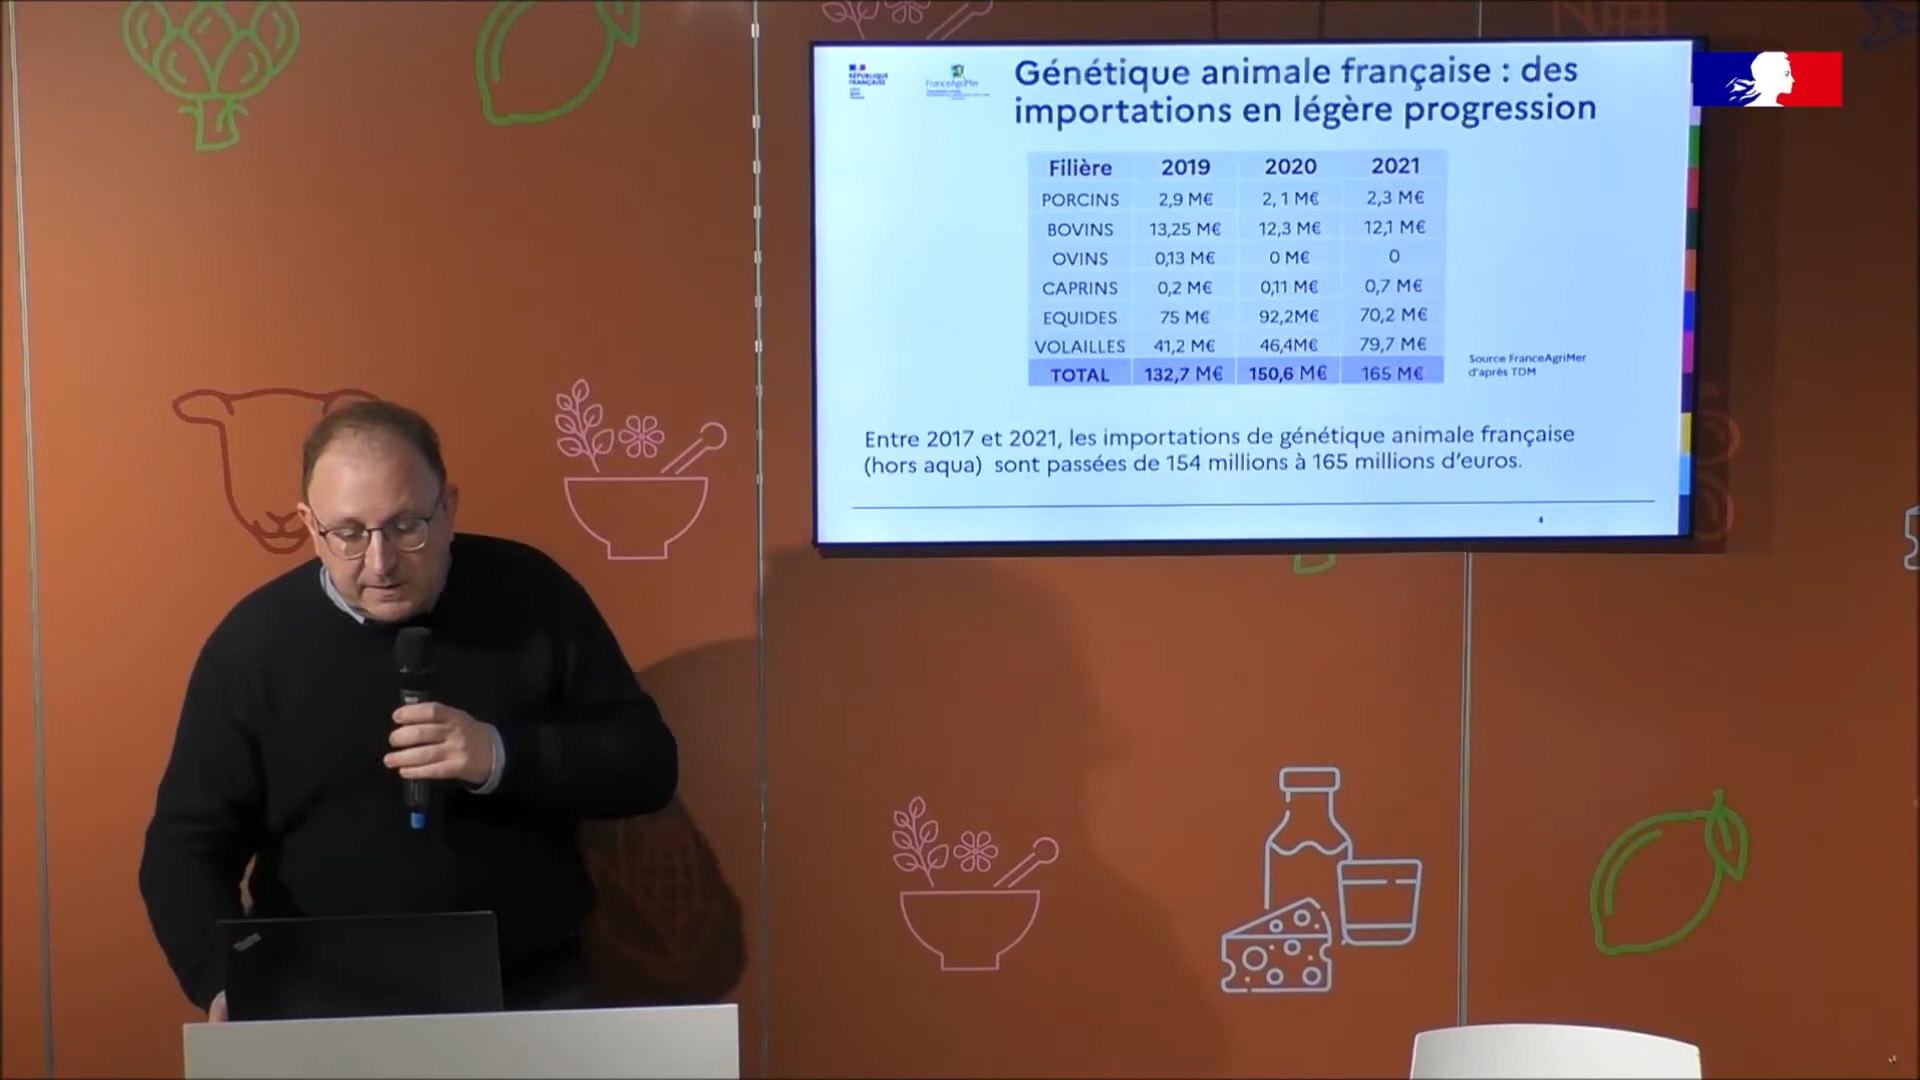 RÉPUBLIQUE
FRANÇAISE
FranceAgriMer
Génétique animale française : des
importations en légère progression
Filière 2019 2020 2021
PORCINS 2,9 M€ 2, 1 M€ 2,3 M€
BOVINS 13,25 M€ 12,3 M€ 12,1 M€
OVINS 0,13 M€ 0 M€ 0
CAPRINS 0,2 M€ 0,11 M€ 0,7 M€
EQUIDES 75 M€ 92,2M€ 70,2 M€
VOLAILLES 41,2 M€ 46,4M€ 79,7 M€
TOTAL 132,7 M€ 150,6 M€ 165 M€
Source FranceAgriMer
d'après TDM
Entre 2017 et 2021, les importations de génétique animale française
(hors aqua) sont passées de 154 millions à 165 millions d'euros.